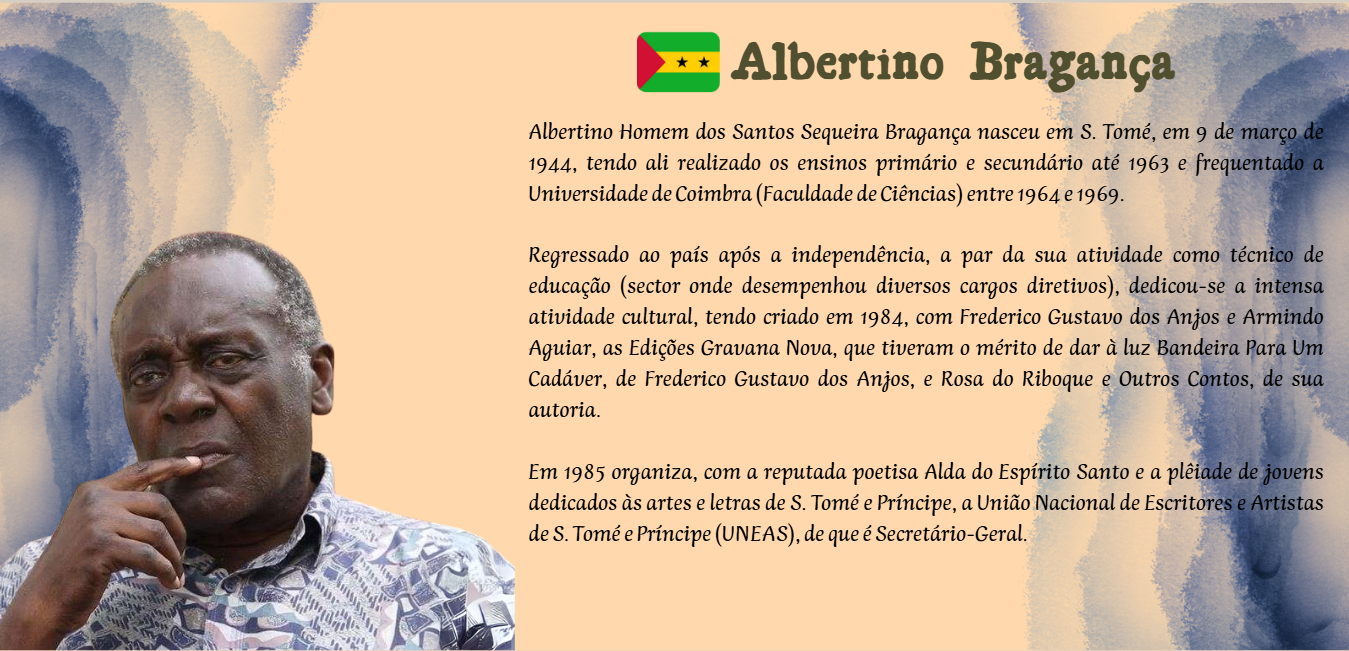 Albertino Bragança
Albertino Homem dos Santos Sequeira Bragança nasceu em S. Tomé, em 9 de março de
1944, tendo ali realizado os ensinos primário e secundário até 1963 e frequentado a
Universidade de Coimbra (Faculdade de Ciências) entre 1964 e 1969.
Regressado ao país após a independência, a par da sua atividade como técnico de
educação (sector onde desempenhou diversos cargos diretivos), dedicou-se a intensa
atividade cultural, tendo criado em 1984, com Frederico Gustavo dos Anjos e Armindo
Aguiar, as Edições Gravana Nova, que tiveram o mérito de dar à luz Bandeira Para Um
Cadáver, de Frederico Gustavo dos Anjos, e Rosa do Riboque e Outros Contos, de sua
autoria.
Em 1985 organiza, com a reputada poetisa Alda do Espírito Santo e a plêiade de jovens
dedicados às artes e letras de S. Tomé e Príncipe, a União Nacional de Escritores e Artistas
de S. Tomé e Príncipe (UNEAS), de que é Secretário-Geral.